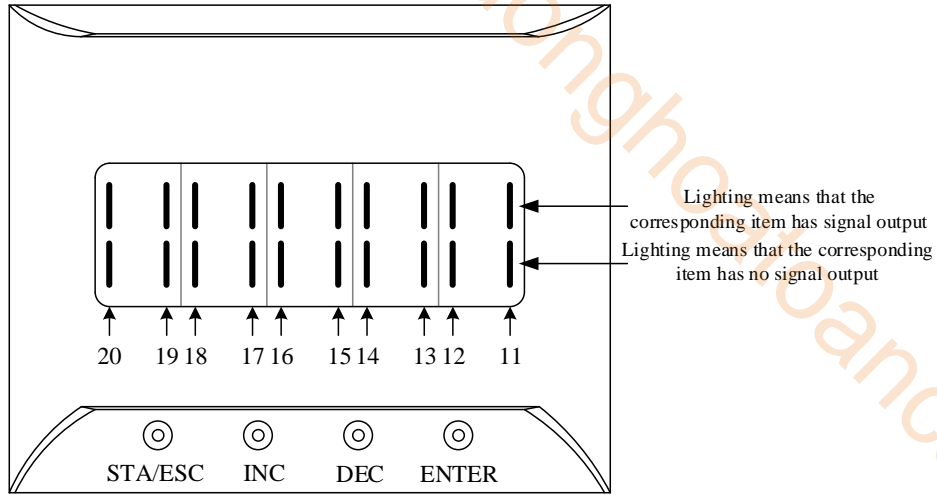 Lighting means that the
corresponding item has signal output
Lighting means that the corresponding
item has no signal output
20 19 18 17 16 15 14 13 12 11
STA/ESC INC DEC ENTER
onghoatoano